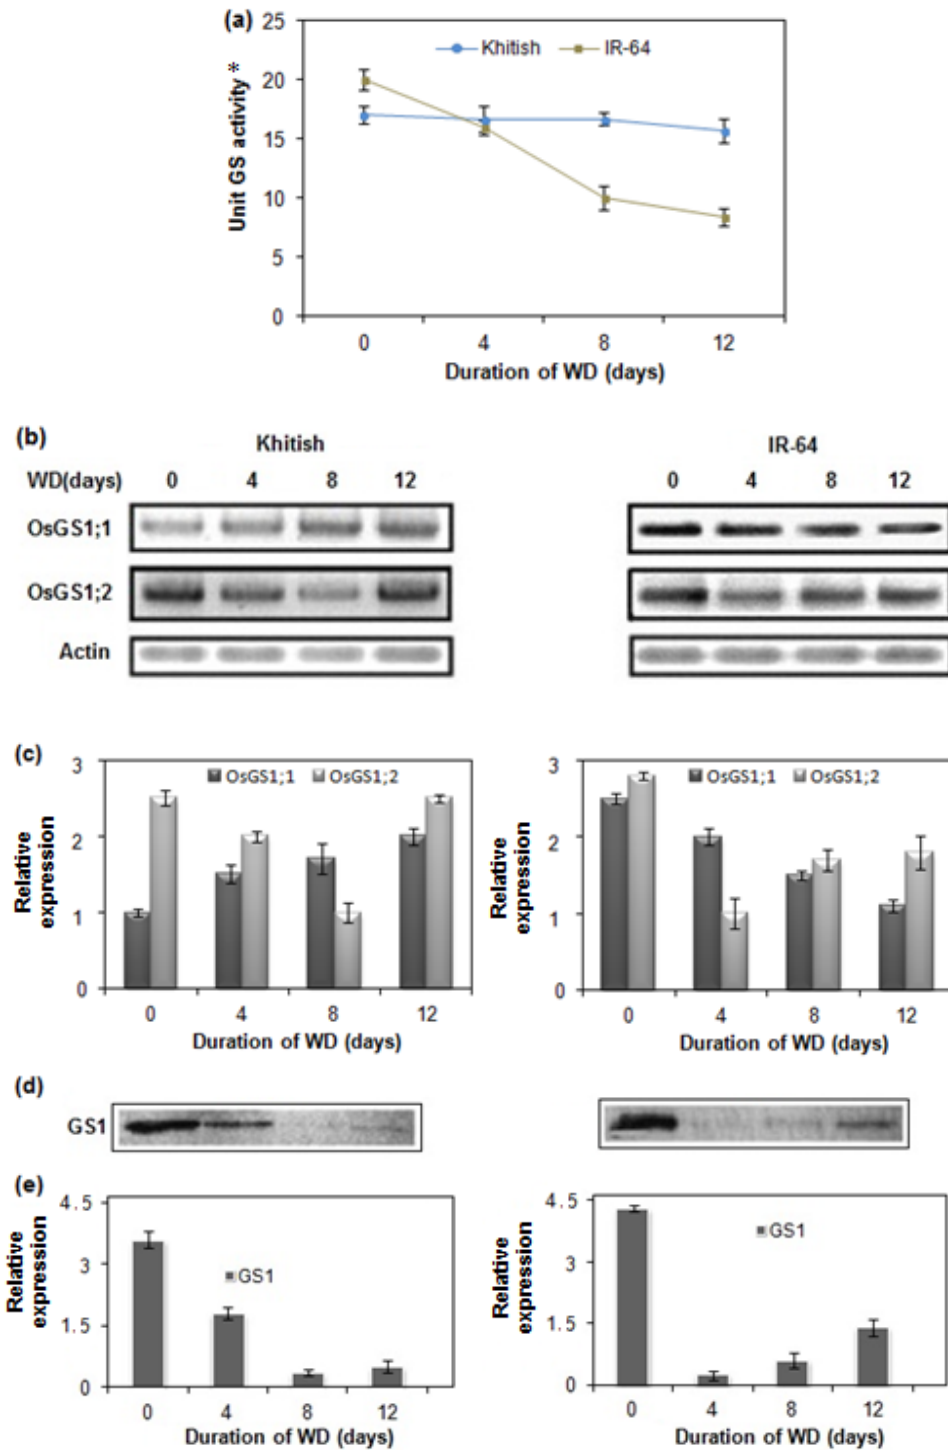 (a)
25
20
15
10
5
0
Khitish
IR-64
Unit GS activity *
0 4 8 12
Duration of WD (days)
(b)
Khitish
IR-64
WD(days) 0 4 8 12
0 4 8 12
OsGS1;1
OsGS1;2
Actin
(c)
3
2
1
0
OsGS1;1 OsGS1;2
Relative
expression
0 4 8 12
Duration of WD (days)
3
2
1
0
OsGS1;1 OsGS1;2
Relative
expression
0 4 8 12
Duration of WD (days)
(d)
GS1
(e)
4.5
3
1.5
0
GS1
Relative
expression
0 4 8 12
Duration of WD (days)
4.5
3
1.5
0
GS1
Relative
expression
0 4 8 12
Duration of WD (days)